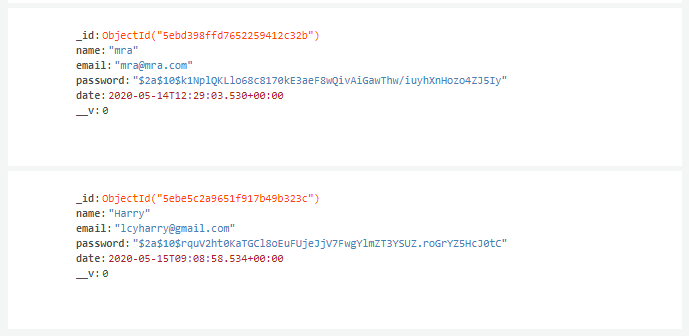 _id: ObjectId("5ebd398ffd7652259412c32b")
name: "mra"
email: "mra@mra.com"
password: "$2a$10$k1NplQKLlo68c8170kE3aeF8wQivAiGawThw/iuyhXnHozo4ZJ5Iy"
date: 2020-05-14T12:29:03.530+00:00
__v: 0
_id: ObjectId("5ebe5c2a9651f917b49b323c")
name: "Harry"
email: "lcyharry@gmail.com"
password: "$2a$10$rquV2ht0KaTGCl8oEuFUjeJjV7FwgYlmZT3YSUZ.roGrYZ5HcJ0tC"
date: 2020-05-15T09:08:58.534+00:00
__v: 0